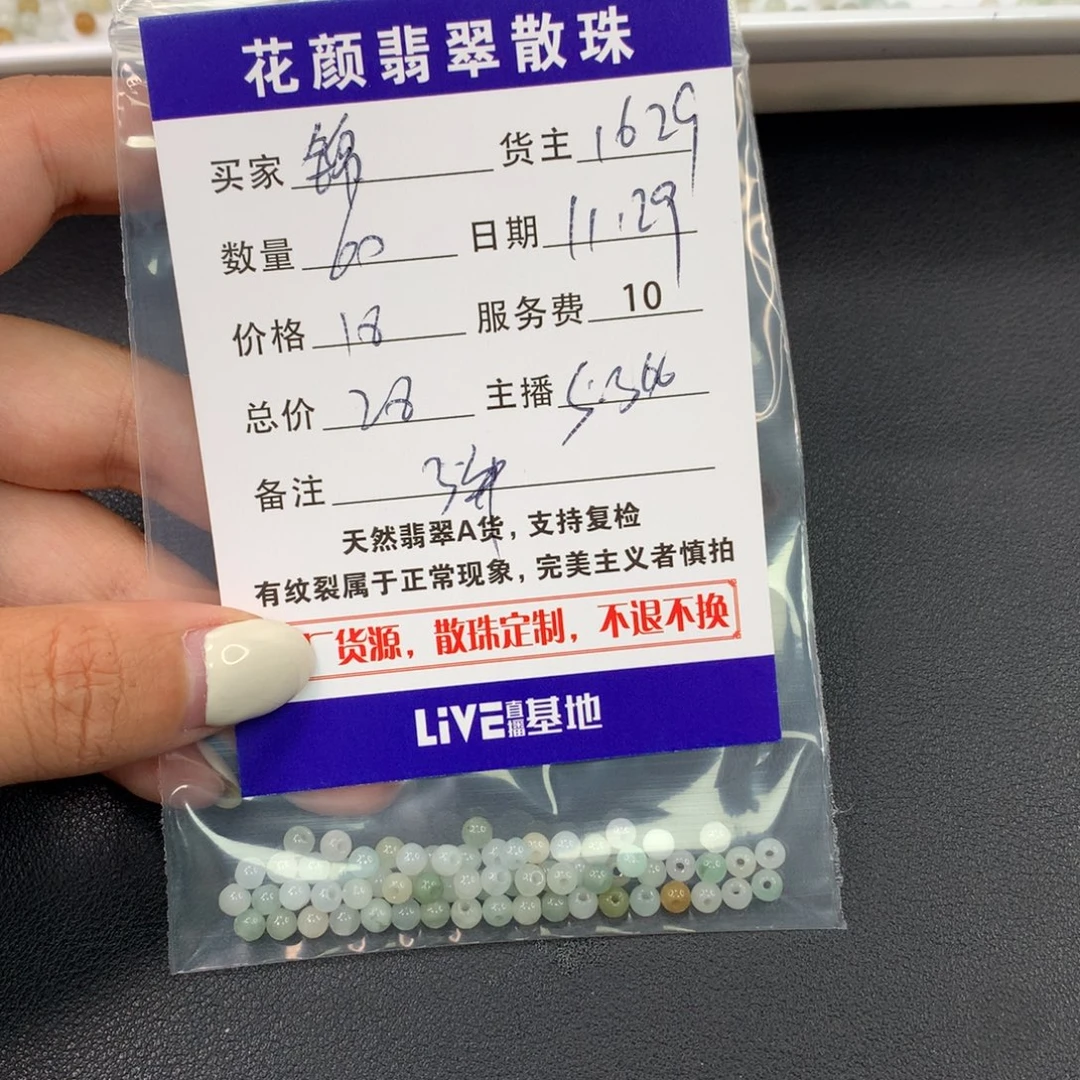 花颜翡翠散珠
买家 锦 货主 1629
数量 60 日期 11.29
价格 18 服务费 10
总价 28 主播
备注
天然翡翠A货，支持复检
有纹裂属于正常现象，完美主义者慎拍
厂货源，散珠定制，不退不换
LiVE直播基地